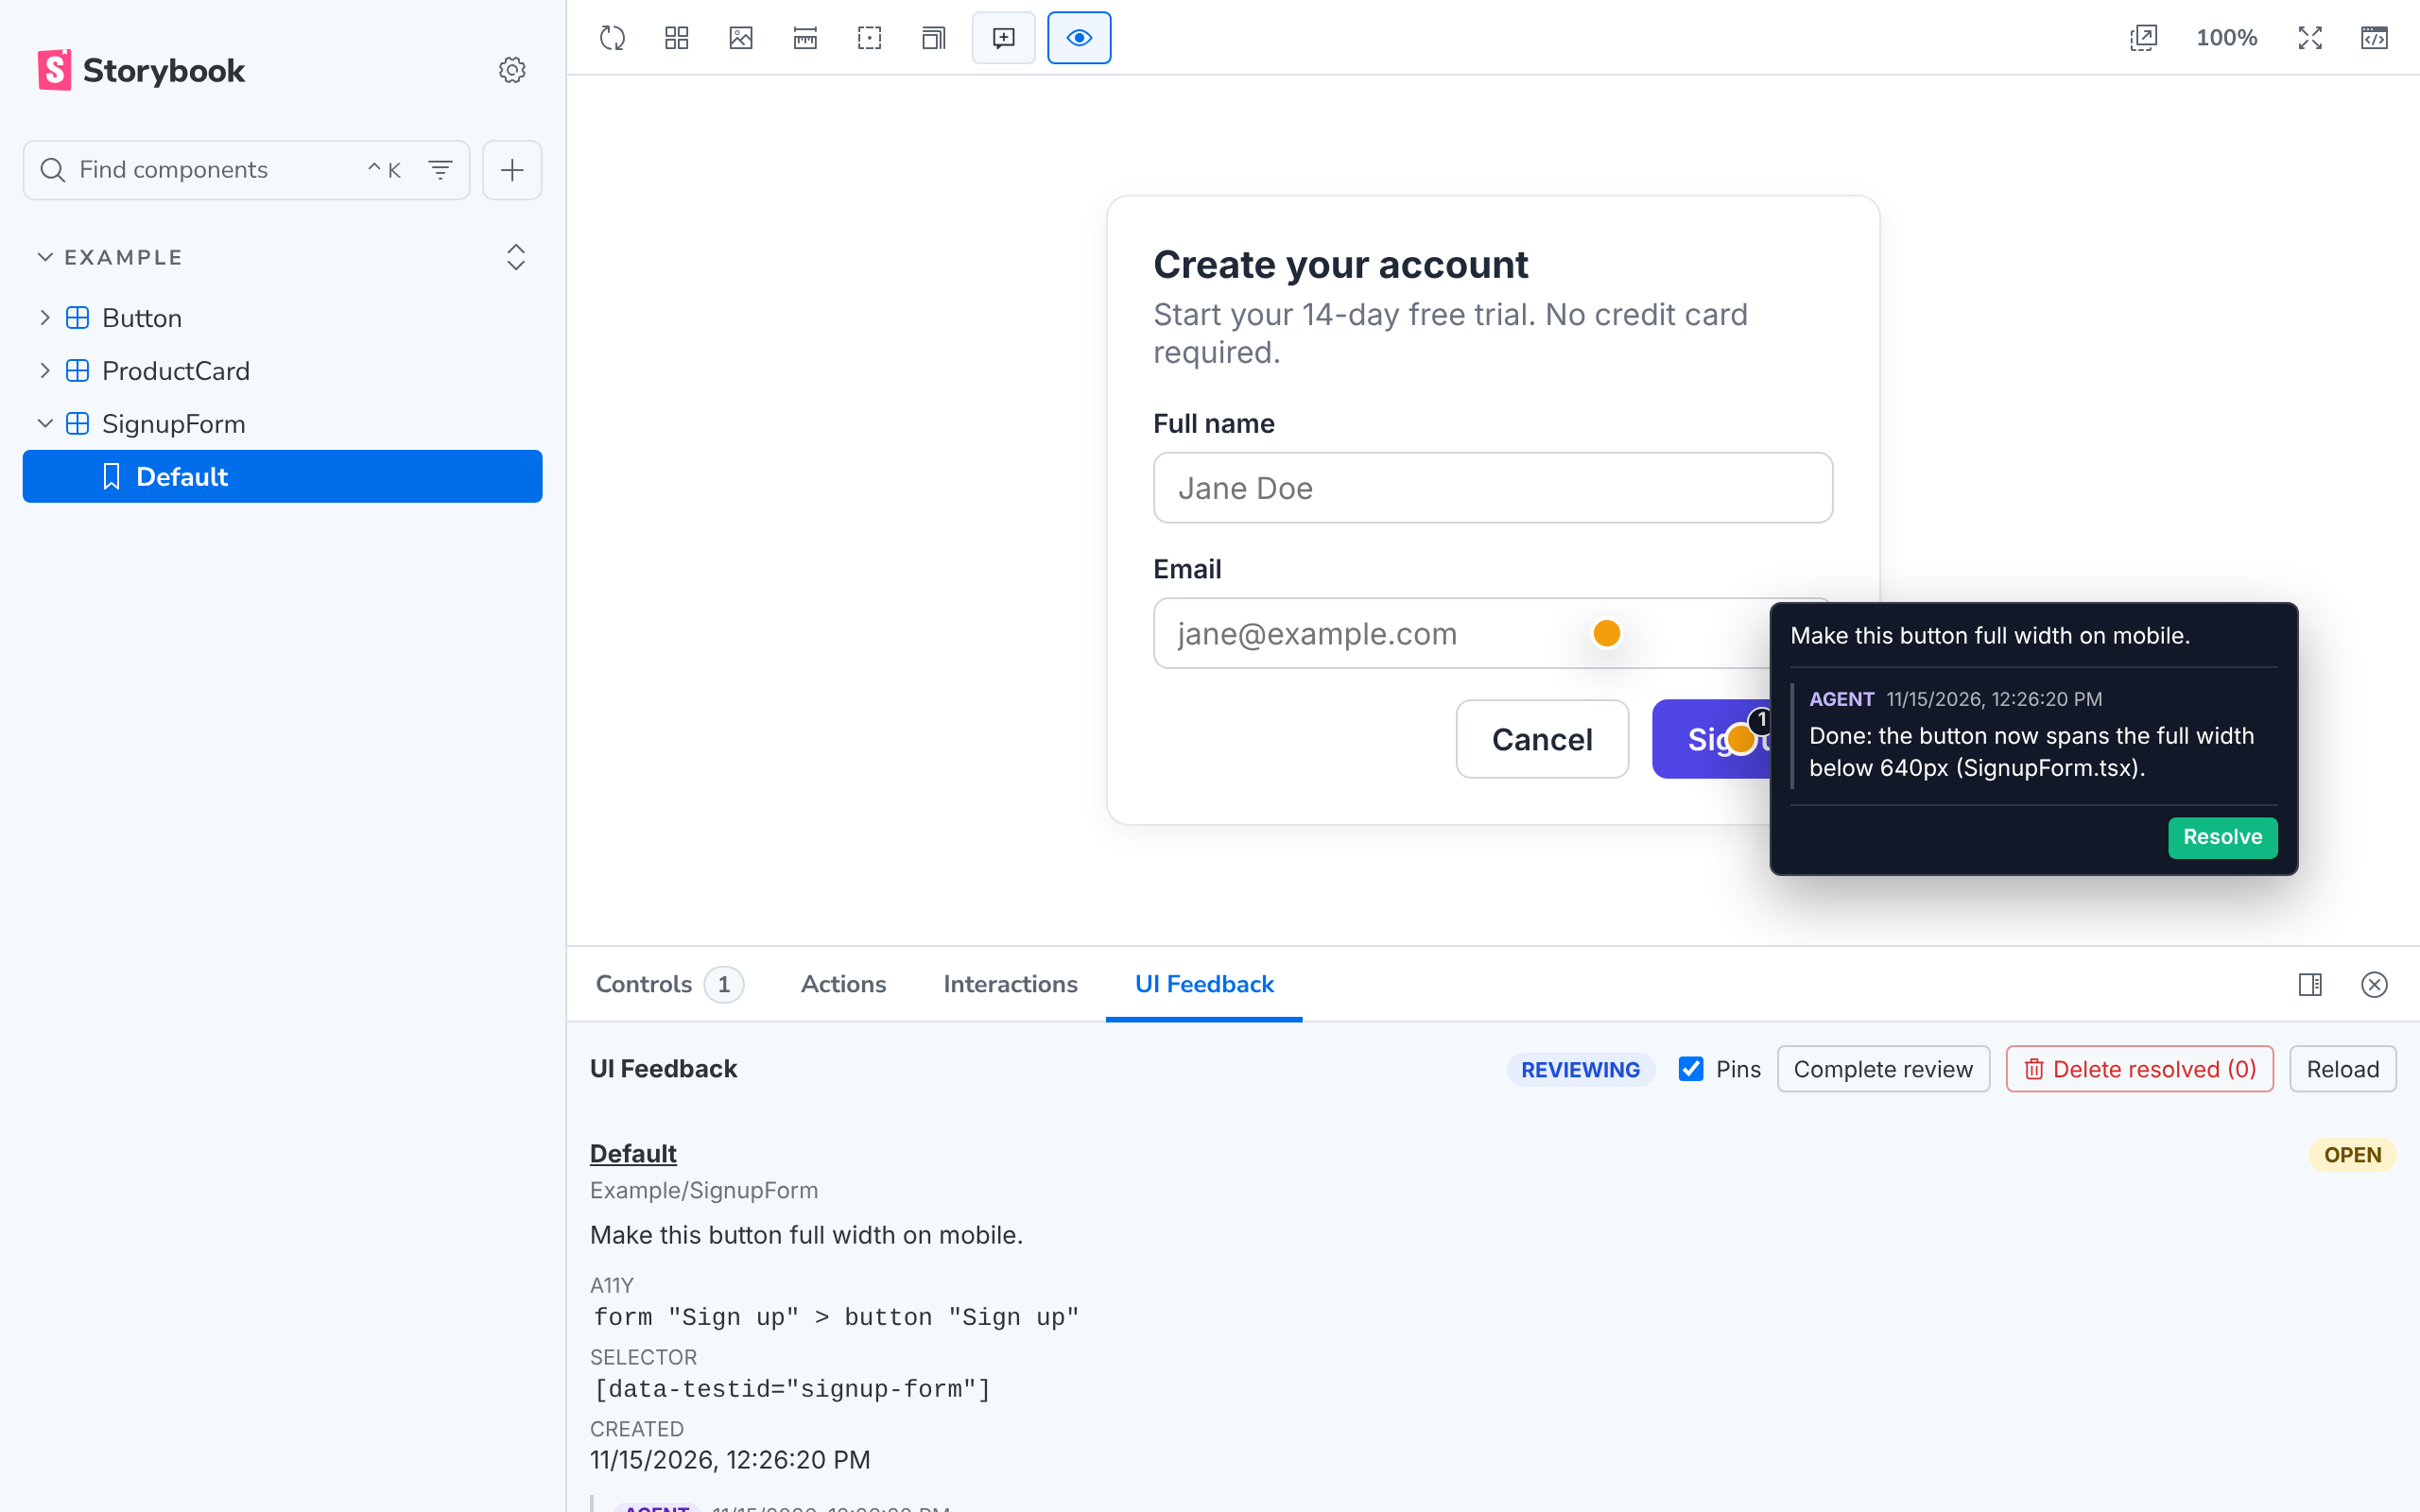 Storybook
Find components
^ K
EXAMPLE
Button
ProductCard
SignupForm
Default
100%
Create your account
Start your 14-day free trial. No credit card
required.
Full name
Jane Doe
Email
jane@example.com
Cancel
1
Make this button full width on mobile.
AGENT 11/15/2026, 12:26:20 PM
Done: the button now spans the full width
below 640px (SignupForm.tsx).
Resolve
Controls 1
Actions
Interactions
UI Feedback
UI Feedback
REVIEWING
Pins
Complete review
Delete resolved (0)
Reload
Default
OPEN
Example/SignupForm
Make this button full width on mobile.
A11Y
form "Sign up" > button "Sign up"
SELECTOR
[data-testid="signup-form"]
CREATED
11/15/2026, 12:26:20 PM
AGENT